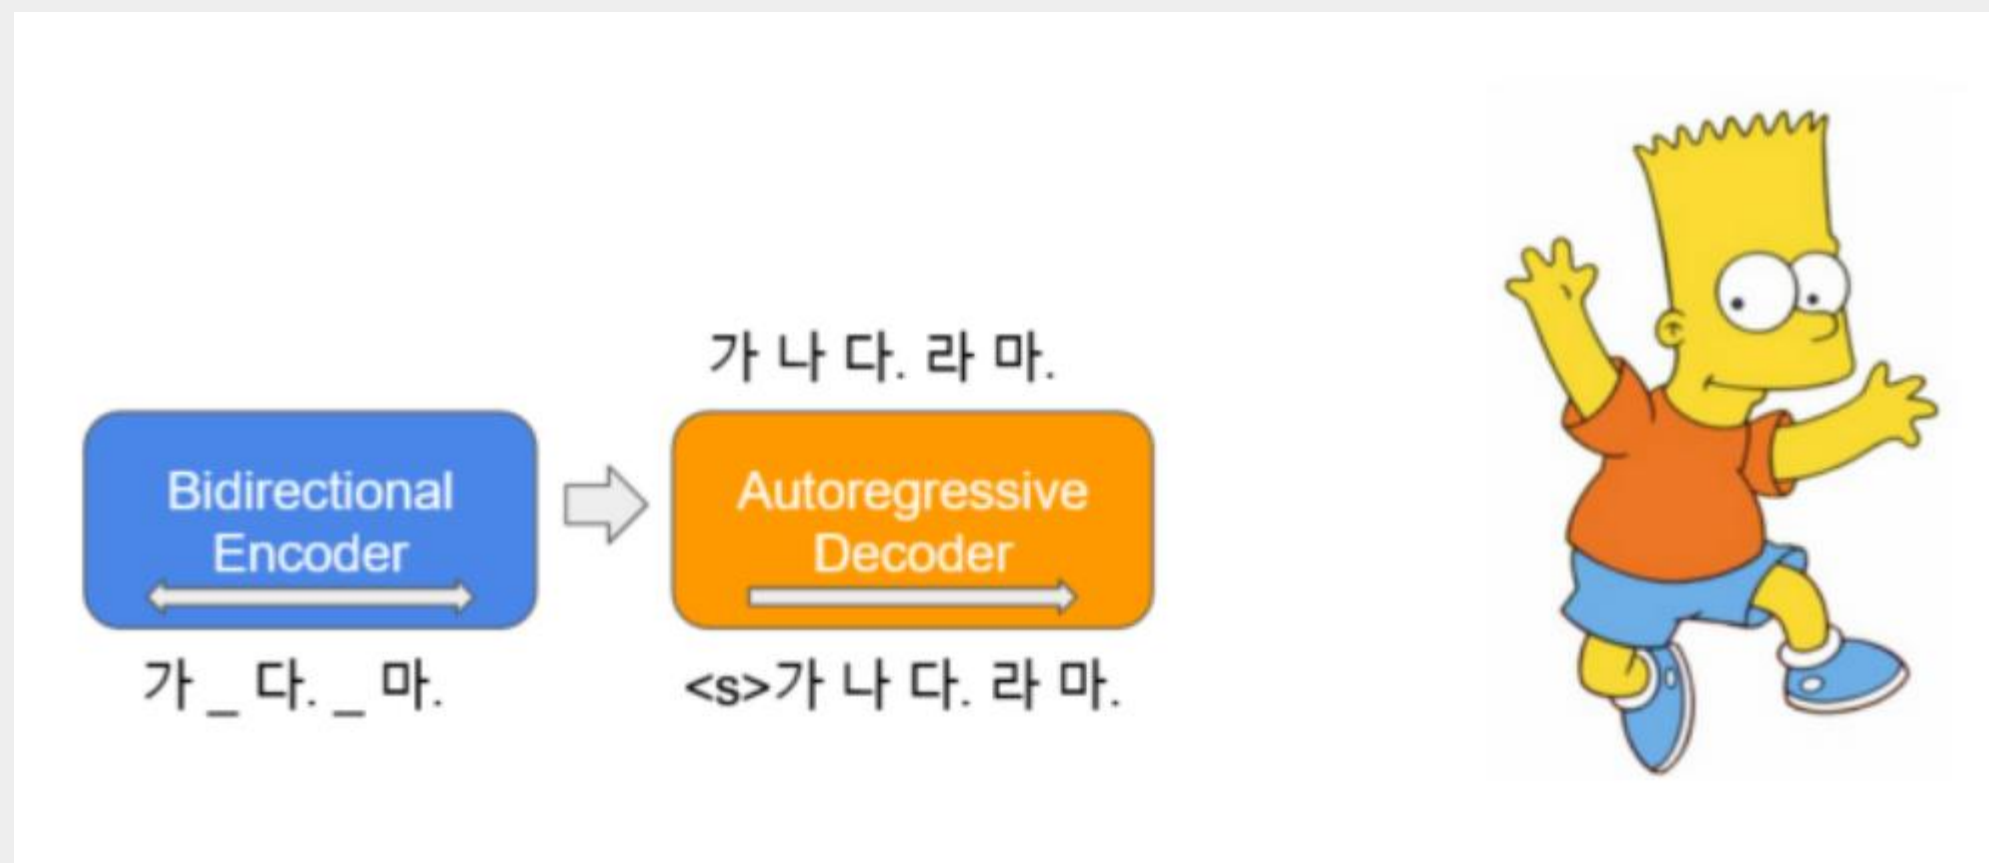 가 나 다. 라 마.
Bidirectional
Encoder
Autoregressive
Decoder
가 _ 다. _ 마.
<s>가 나 다. 라 마.